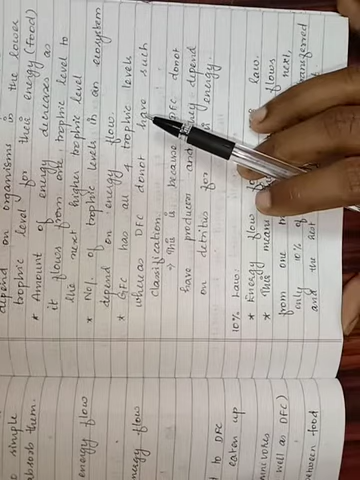 depend on organisms in the lower
trophic level for their energy (food)
* Amount of energy decreases as
it flows from one trophic level to
the next higher trophic level
* No/. of trophic levels in an ecosystem
depend on energy flow.
* GFC has all 4 trophic levels
whereas DFC donot have such
classification.
→ This is because DFC donot
have producers and they depend
on detritus for energy
10% Law:
* Energy flow law.
* This means flows
from one next,
only 10% of transferred
and the rest
simple
absorb them.
energy flow
energy flow
to DFC
eaten up
well as DFC)
between food